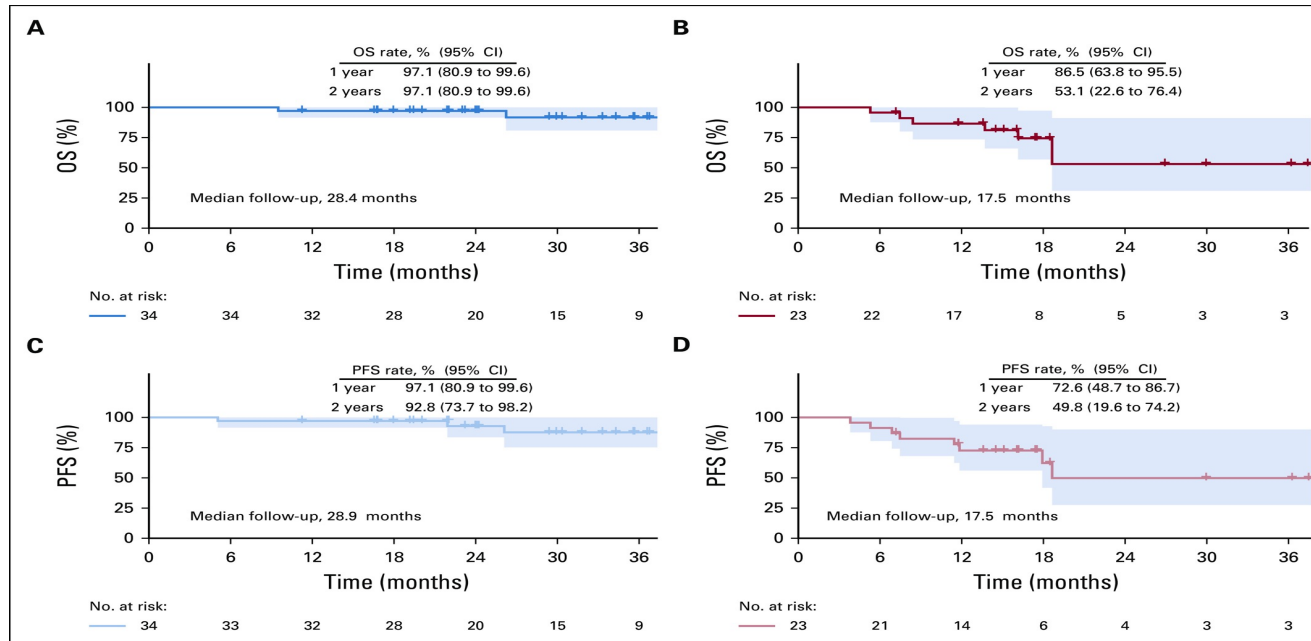 A
OS rate, % (95% CI)
1 year 97.1 (80.9 to 99.6)
2 years 97.1 (80.9 to 99.6)
100
75
50
25
0
OS (%)
Median follow-up, 28.4 months
0 6 12 18 24 30 36
Time (months)
No. at risk:
34 34 32 28 20 15 9
B
OS rate, % (95% CI)
1 year 86.5 (63.8 to 95.5)
2 years 53.1 (22.6 to 76.4)
100
75
50
25
0
OS (%)
Median follow-up, 17.5 months
0 6 12 18 24 30 36
Time (months)
No. at risk:
23 22 17 8 5 3 3
C
PFS rate, % (95% CI)
1 year 97.1 (80.9 to 99.6)
2 years 92.8 (73.7 to 98.2)
100
75
50
25
0
PFS (%)
Median follow-up, 28.9 months
0 6 12 18 24 30 36
Time (months)
No. at risk:
34 33 32 28 20 15 9
D
PFS rate, % (95% CI)
1 year 72.6 (48.7 to 86.7)
2 years 49.8 (19.6 to 74.2)
100
75
50
25
0
PFS (%)
Median follow-up, 17.5 months
0 6 12 18 24 30 36
Time (months)
No. at risk:
23 21 14 6 4 3 3